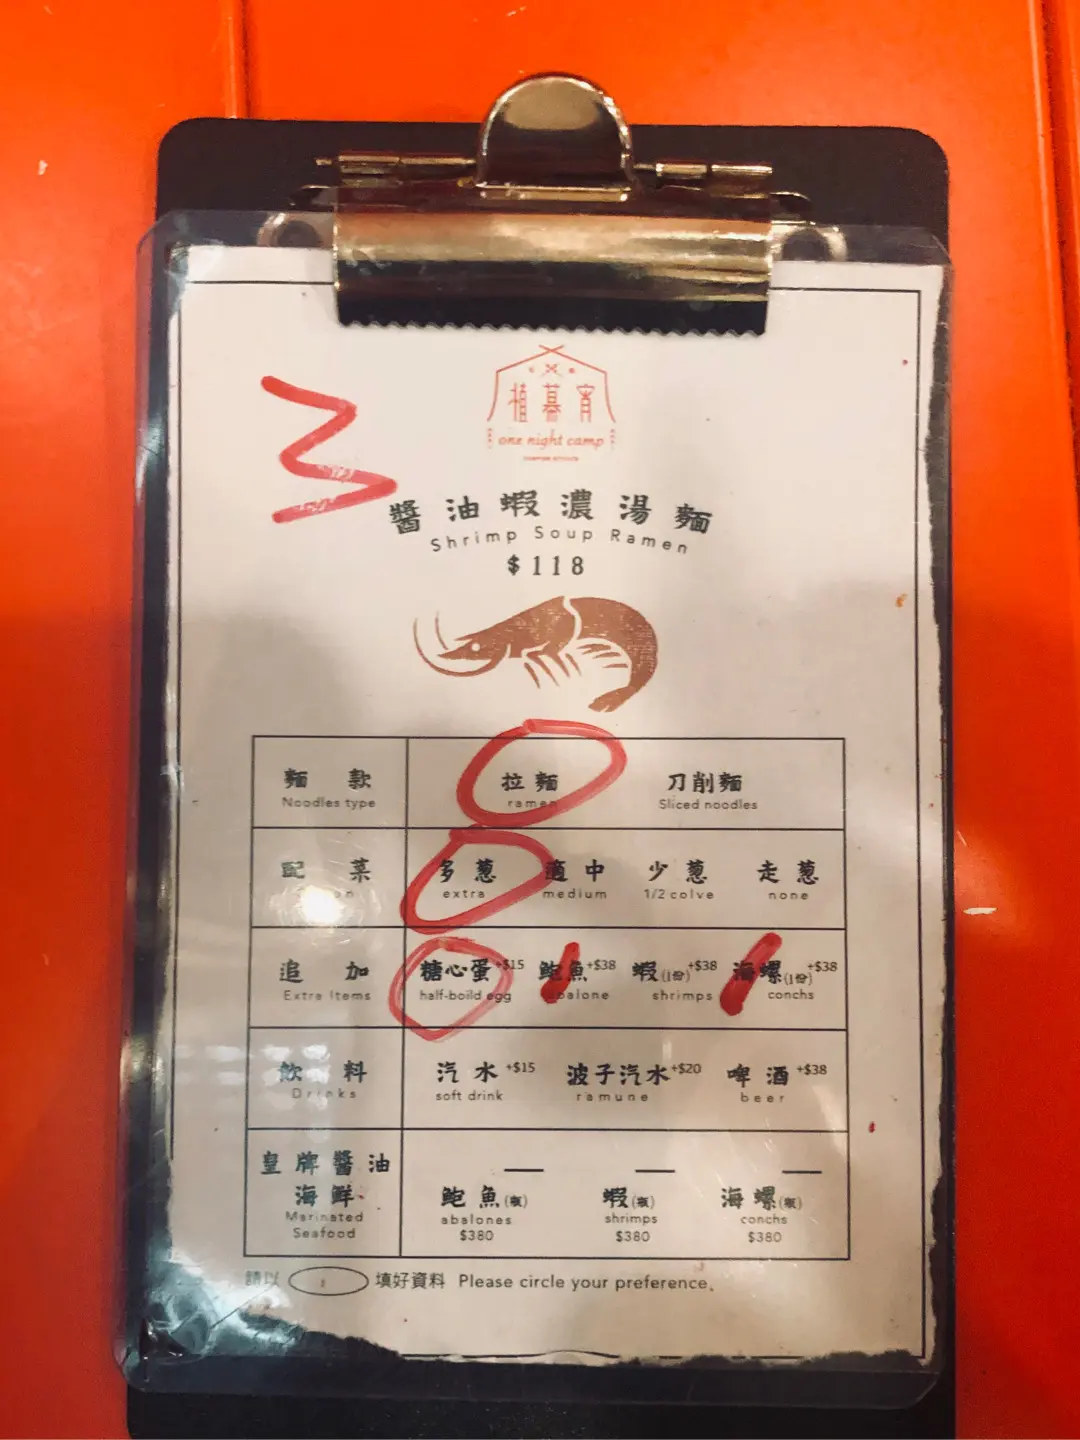 植暮宵
one night camp
醬油蝦濃湯麵
Shrimp Soup Ramen
$118
麵款 拉麵 刀削麵
Noodles type ramen Sliced noodles
配菜 多蔥 適中 少蔥 走蔥
extra medium 1/2 colve none
追加 糖心蛋+$15 鮑魚+$38 蝦(1份)+$38 海螺(1份)+$38
Extra Items half-boild egg abalone shrimps conchs
飲料 汽水+$15 波子汽水+$20 啤酒+$38
Drinks soft drink ramune beer
皇牌醬油
海鮮 鮑魚(瓶) 蝦(瓶) 海螺(瓶)
Marinated abalones shrimps conchs
Seafood $380 $380 $380
請以 填好資料 Please circle your preference.